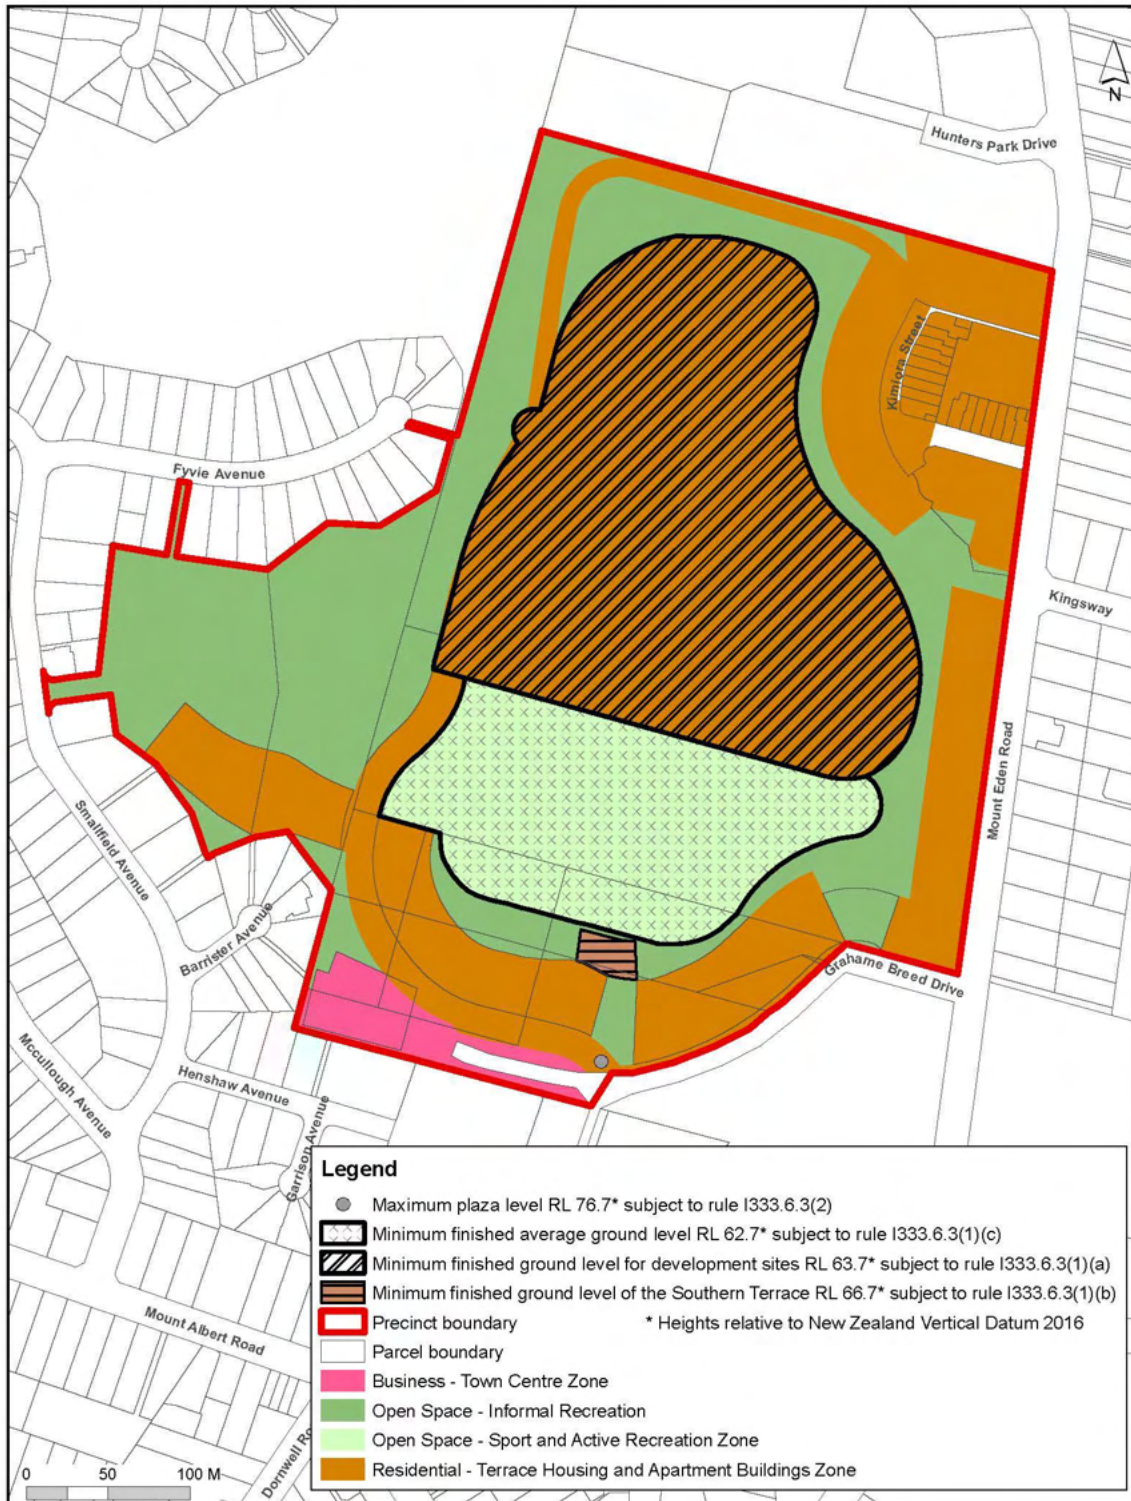 N
Hunters Park Drive
Kimiora Street
Fyvie Avenue
Kingsway
Mount Eden Road
Smallfield Avenue
Barrister Avenue
Grahame Breed Drive
Mccullough Avenue
Henshaw Avenue
Garrison Avenue
Mount Albert Road
Dornwell Ro
0 50 100 M
Legend
Maximum plaza level RL 76.7* subject to rule I333.6.3(2)
Minimum finished average ground level RL 62.7* subject to rule I333.6.3(1)(c)
Minimum finished ground level for development sites RL 63.7* subject to rule I333.6.3(1)(a)
Minimum finished ground level of the Southern Terrace RL 66.7* subject to rule I333.6.3(1)(b)
Precinct boundary * Heights relative to New Zealand Vertical Datum 2016
Parcel boundary
Business - Town Centre Zone
Open Space - Informal Recreation
Open Space - Sport and Active Recreation Zone
Residential - Terrace Housing and Apartment Buildings Zone